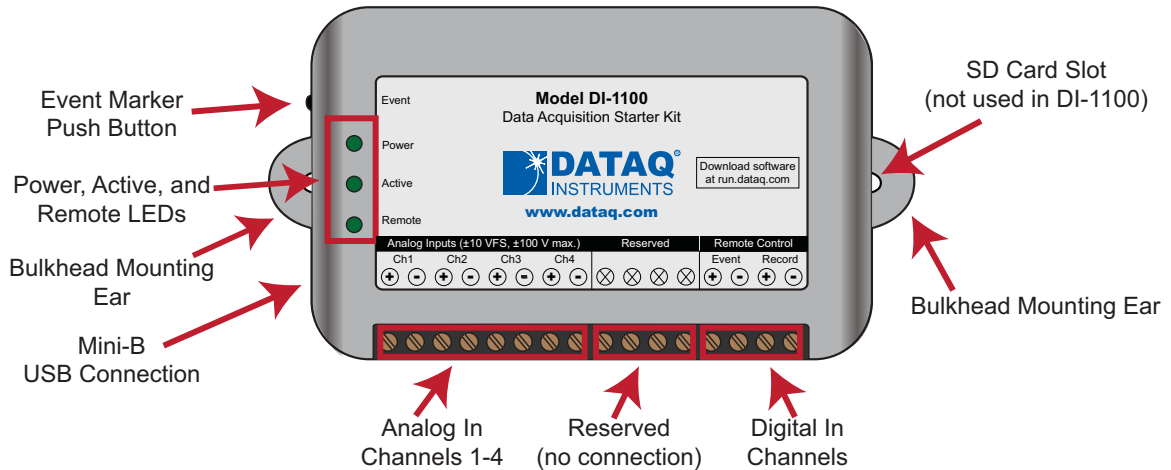 Event Marker
Push Button
Power, Active, and
Remote LEDs
Bulkhead Mounting
Ear
Mini-B
USB Connection
Event
Power
Active
Remote
Model DI-1100
Data Acquisition Starter Kit
DATAQ®
INSTRUMENTS
www.dataq.com
Download software
at run.dataq.com
Analog Inputs (±10 VFS, ±100 V max.) Reserved Remote Control
Ch1 Ch2 Ch3 Ch4 Event Record
+ - + - + - + - + - + -
SD Card Slot
(not used in DI-1100)
Bulkhead Mounting Ear
Analog In
Channels 1-4
Reserved
(no connection)
Digital In
Channels